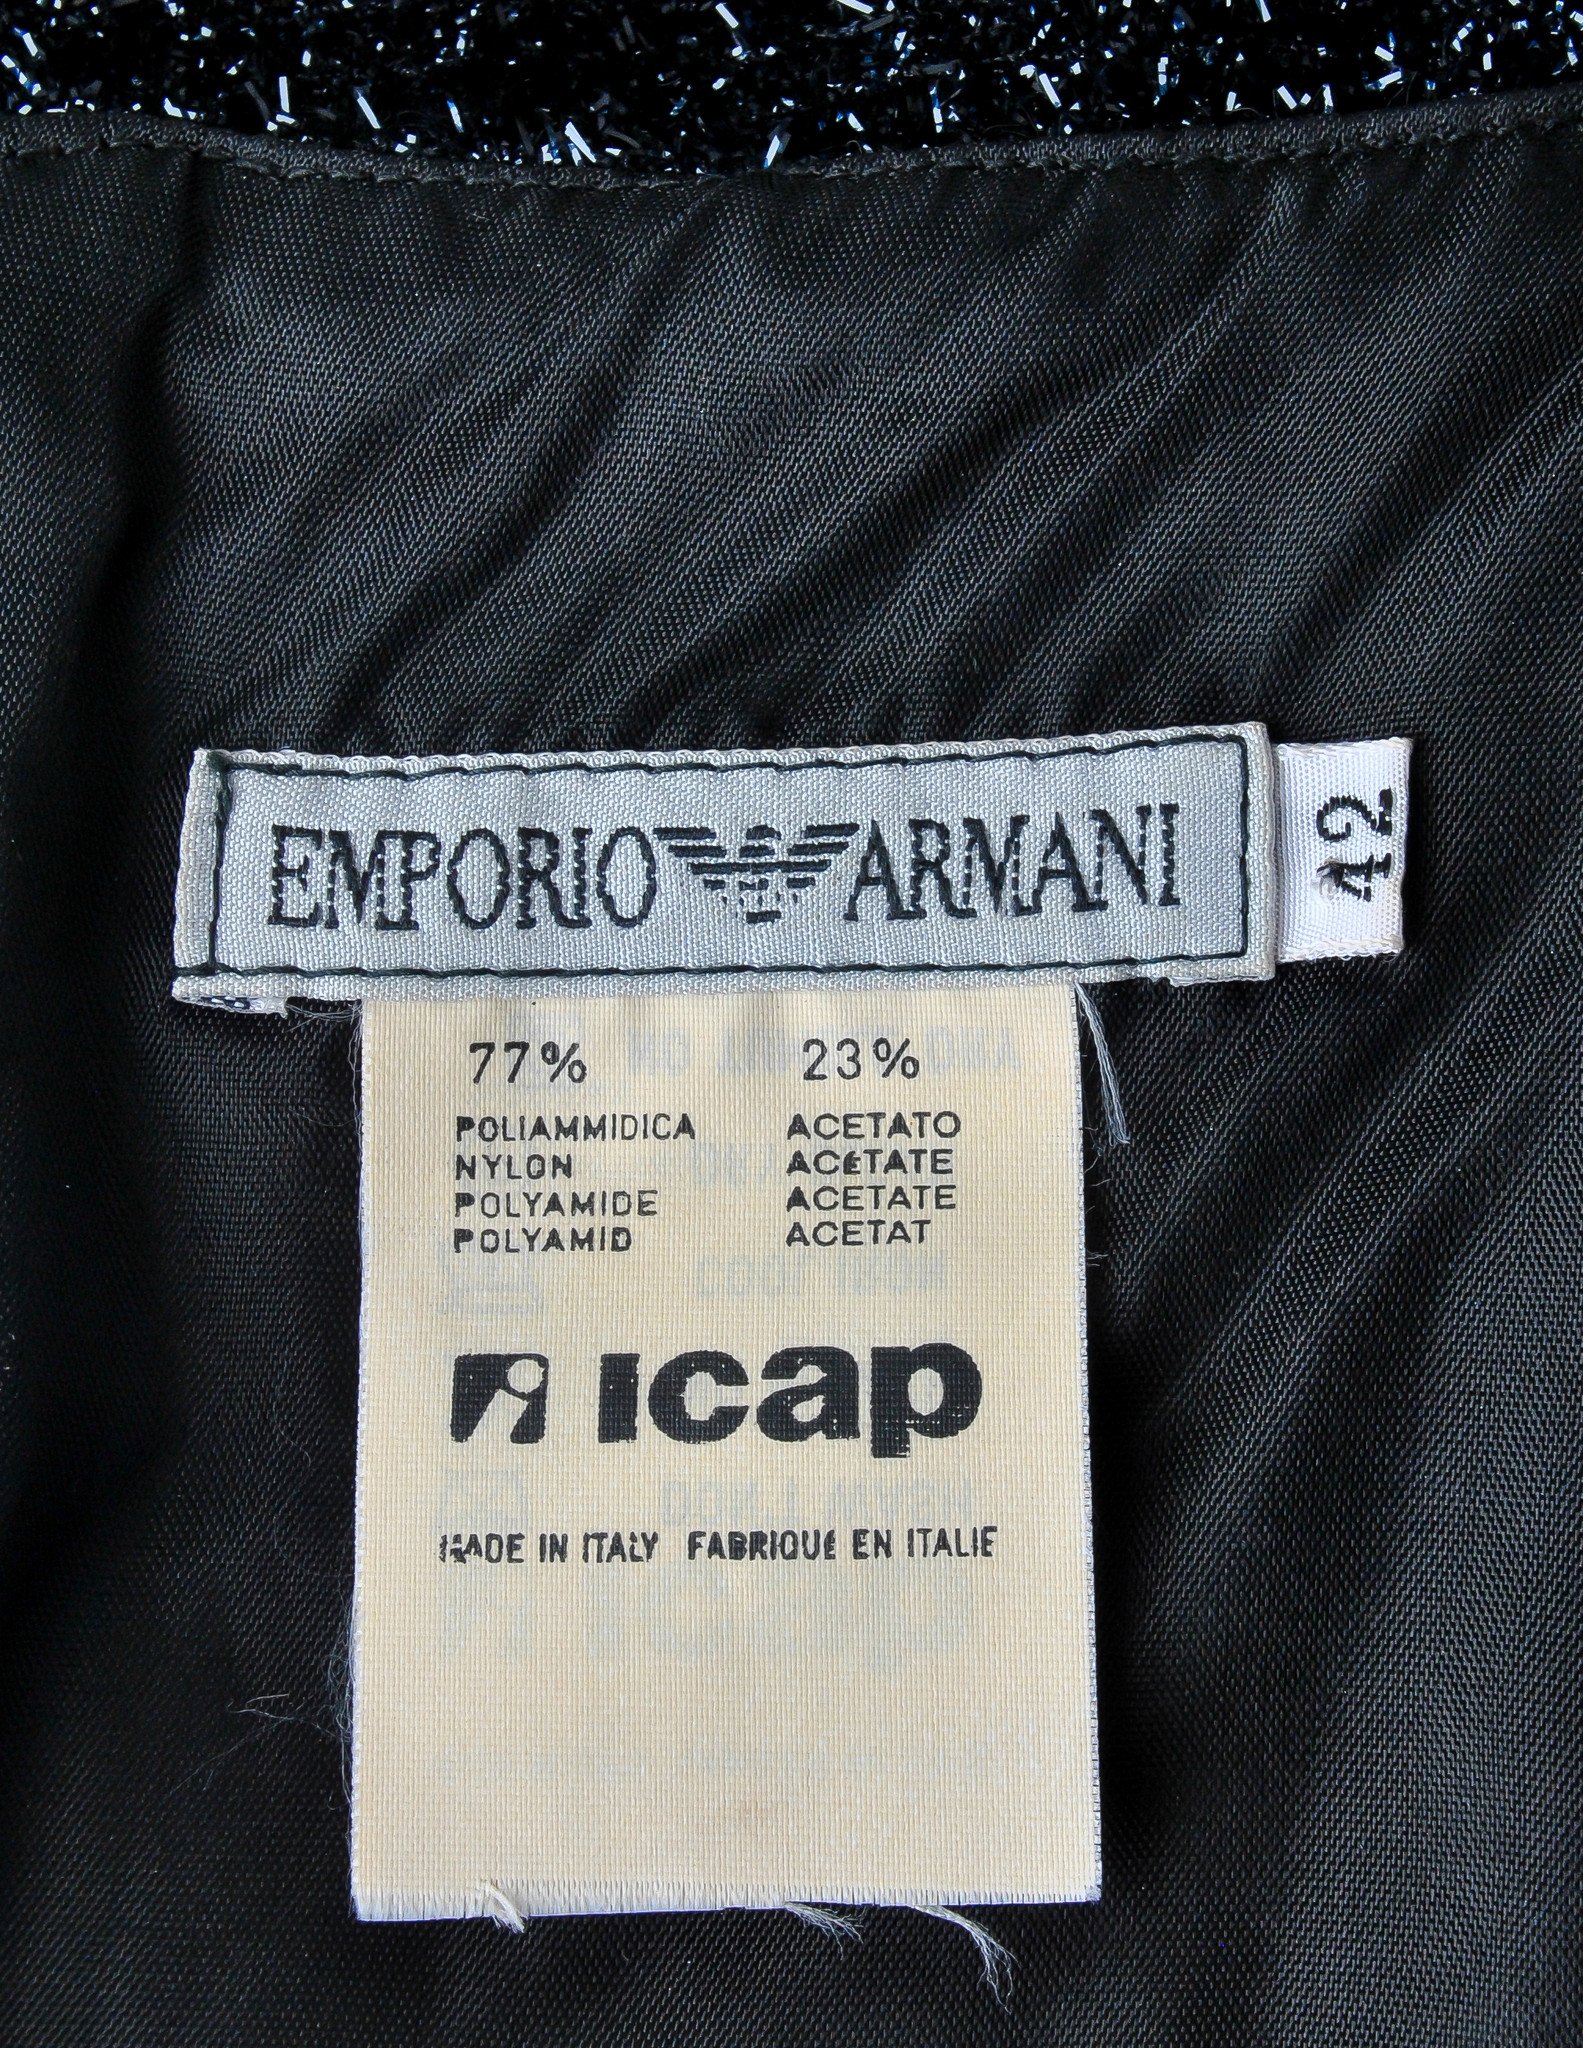 EMPORIO ARMANI
42
77% 23%
POLIAMMIDICA ACETATO
NYLON ACETATE
POLYAMIDE ACETATE
POLYAMID ACETAT
icap
MADE IN ITALY FABRIQUE EN ITALIE